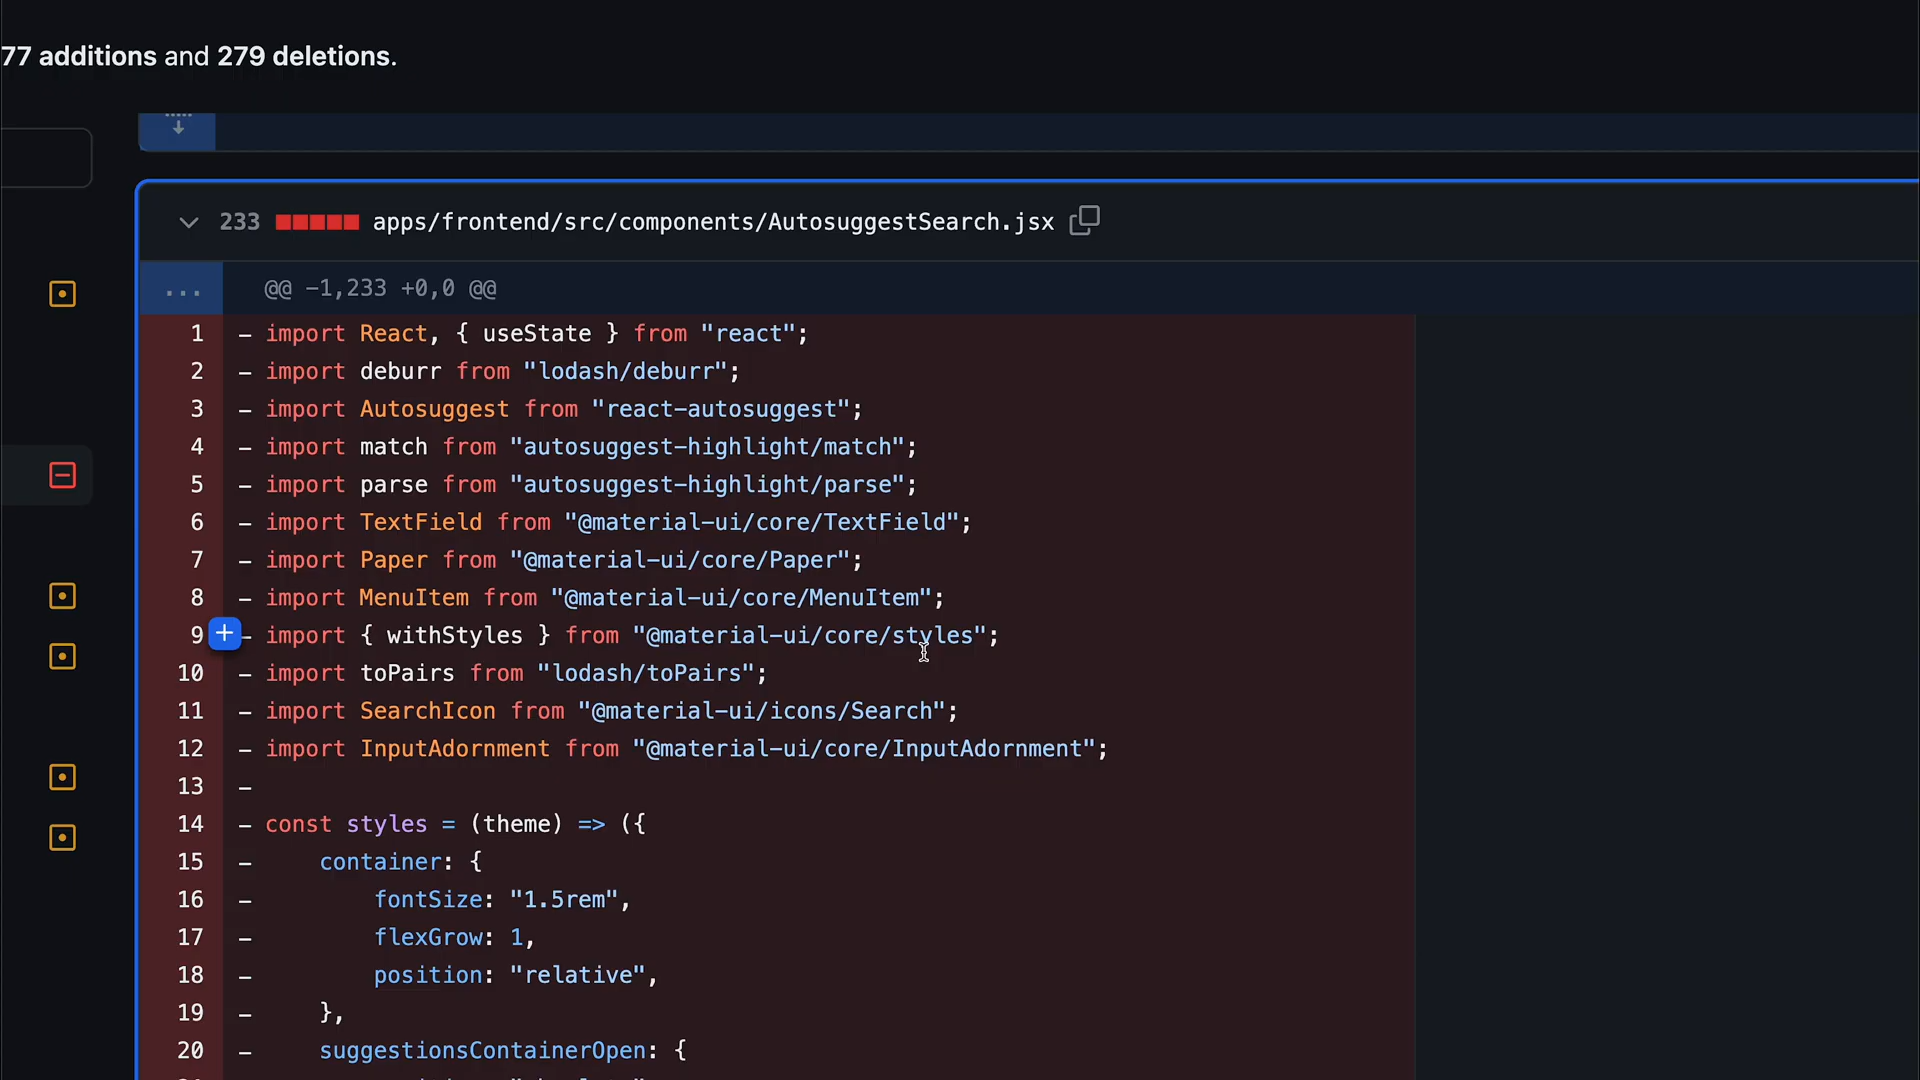 77 additions and 279 deletions.
233 apps/frontend/src/components/AutosuggestSearch.jsx
... @@ -1,233 +0,0 @@
1 - import React, { useState } from "react";
2 - import deburr from "lodash/deburr";
3 - import Autosuggest from "react-autosuggest";
4 - import match from "autosuggest-highlight/match";
5 - import parse from "autosuggest-highlight/parse";
6 - import TextField from "@material-ui/core/TextField";
7 - import Paper from "@material-ui/core/Paper";
8 - import MenuItem from "@material-ui/core/MenuItem";
9 - import { withStyles } from "@material-ui/core/styles";
10 - import toPairs from "lodash/toPairs";
11 - import SearchIcon from "@material-ui/icons/Search";
12 - import InputAdornment from "@material-ui/core/InputAdornment";
13 -
14 - const styles = (theme) => ({
15 -     container: {
16 -         fontSize: "1.5rem",
17 -         flexGrow: 1,
18 -         position: "relative",
19 -     },
20 -     suggestionsContainerOpen: {